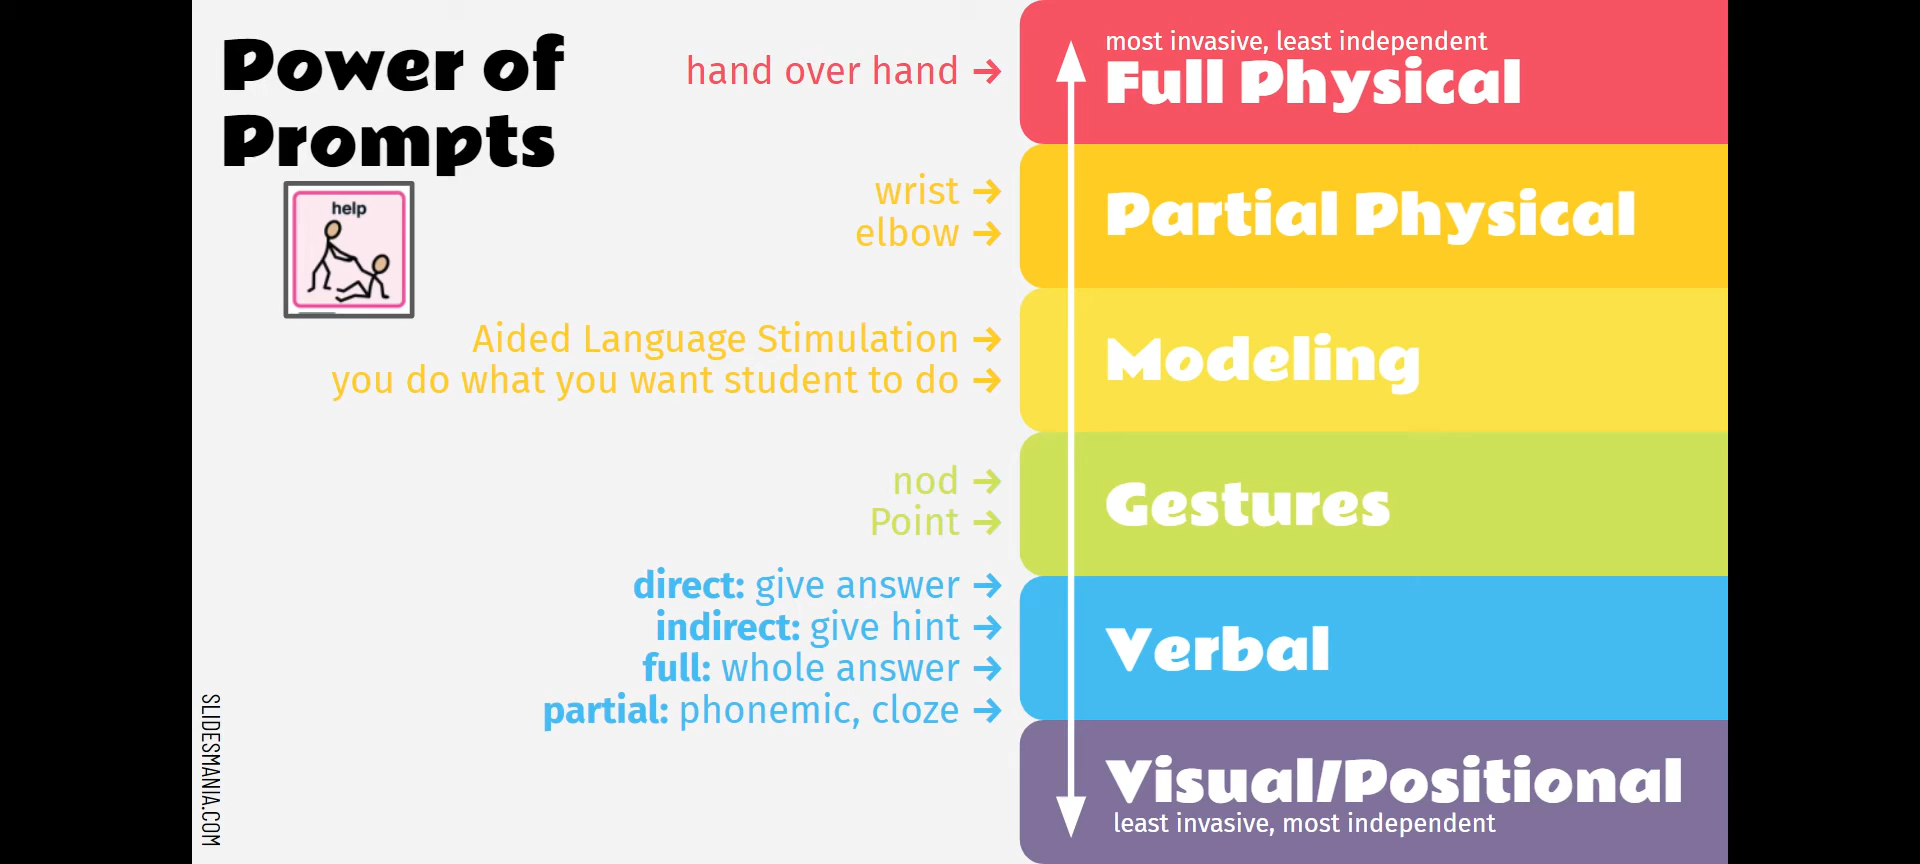 Power of
Prompts
help
hand over hand →
most invasive, least independent
Full Physical
wrist →
elbow →
Partial Physical
Aided Language Stimulation →
you do what you want student to do →
Modeling
nod →
Point →
Gestures
direct: give answer →
indirect: give hint →
full: whole answer →
partial: phonemic, cloze →
Verbal
Visual/Positional
least invasive, most independent
SLIDESMANIA.COM